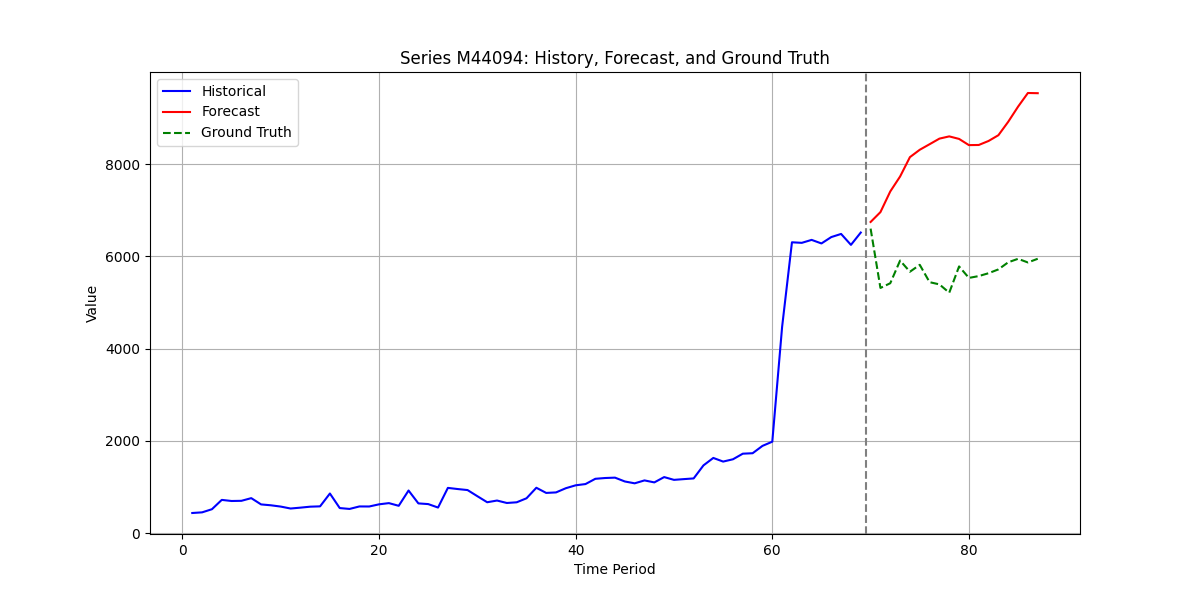 Series M44094: History, Forecast, and Ground Truth
Historical
Forecast
Ground Truth
Value
8000
6000
4000
2000
0
0 20 40 60 80
Time Period